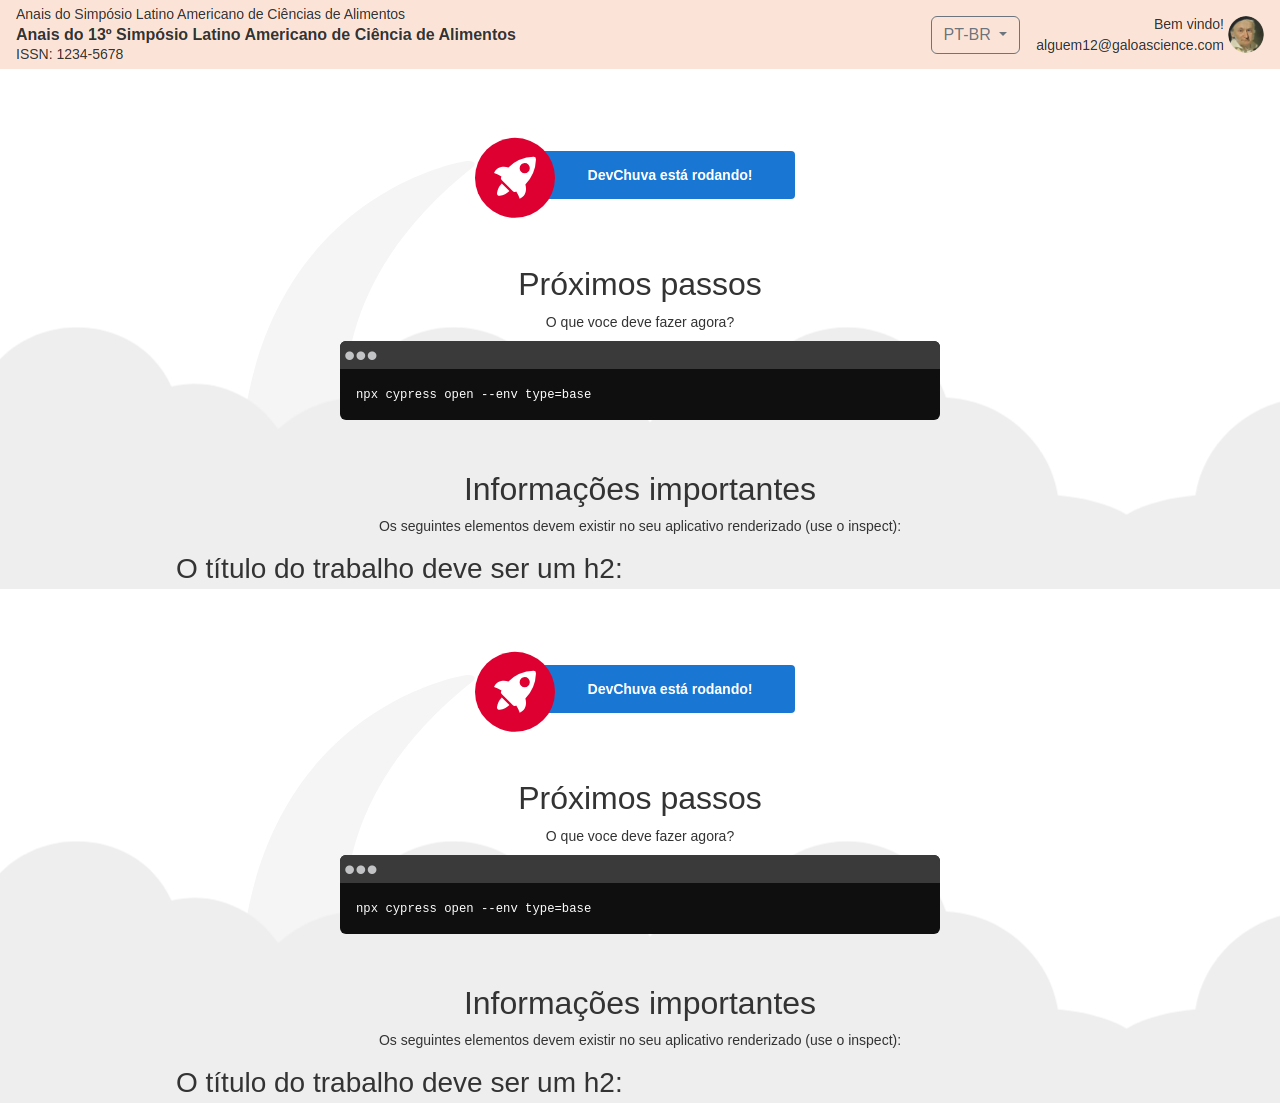 Anais do Simpósio Latino Americano de Ciências de Alimentos
Anais do 13º Simpósio Latino Americano de Ciência de Alimentos
ISSN: 1234-5678
PT-BR
Bem vindo!
alguem12@galoascience.com
DevChuva está rodando!
Próximos passos
O que voce deve fazer agora?
npx cypress open --env type=base
Informações importantes
Os seguintes elementos devem existir no seu aplicativo renderizado (use o inspect):
O título do trabalho deve ser um h2:
DevChuva está rodando!
Próximos passos
O que voce deve fazer agora?
npx cypress open --env type=base
Informações importantes
Os seguintes elementos devem existir no seu aplicativo renderizado (use o inspect):
O título do trabalho deve ser um h2: